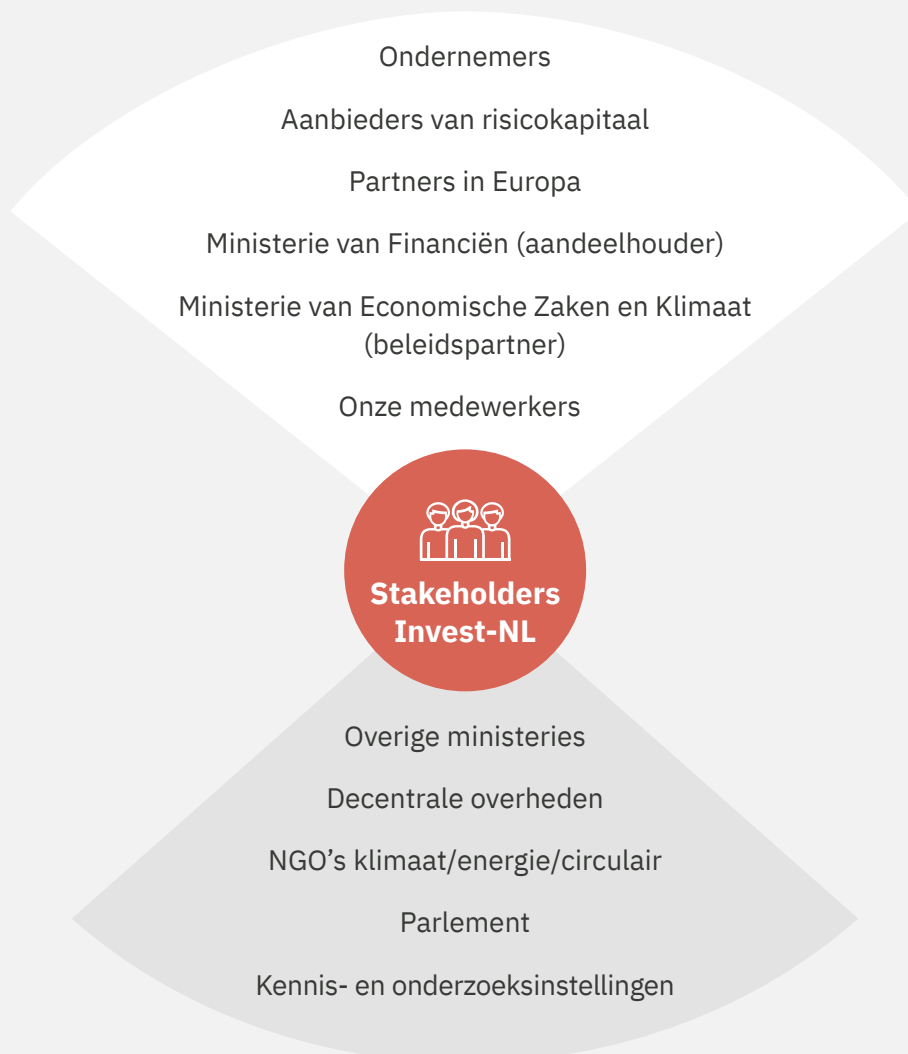 Ondernemers
Aanbieders van risicokapitaal
Partners in Europa
Ministerie van Financiën (aandeelhouder)
Ministerie van Economische Zaken en Klimaat
(beleidspartner)
Onze medewerkers
Stakeholders
Invest-NL
Overige ministeries
Decentrale overheden
NGO’s klimaat/energie/circulair
Parlement
Kennis- en onderzoeksinstellingen